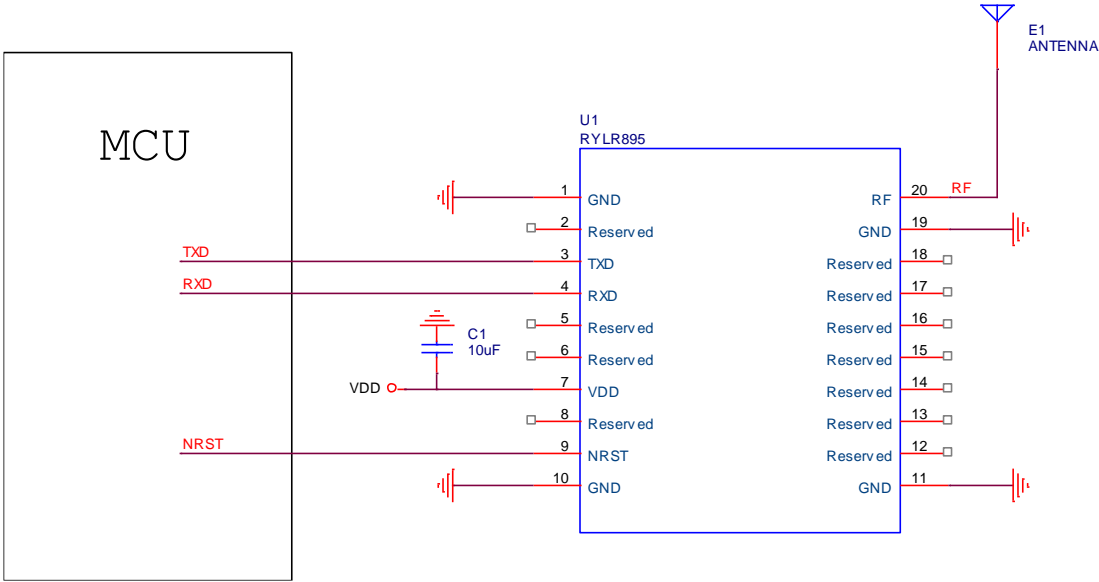 E1
ANTENNA
U1
RYLR895
MCU
1 GND
RF 20 RF
2 Reserved
GND 19
TXD 3 TXD
Reserved 18
RXD 4 RXD
Reserved 17
C1
10uF
5 Reserved
Reserved 16
6 Reserved
Reserved 15
VDD 7 VDD
Reserved 14
8 Reserved
Reserved 13
NRST 9 NRST
Reserved 12
10 GND
GND 11